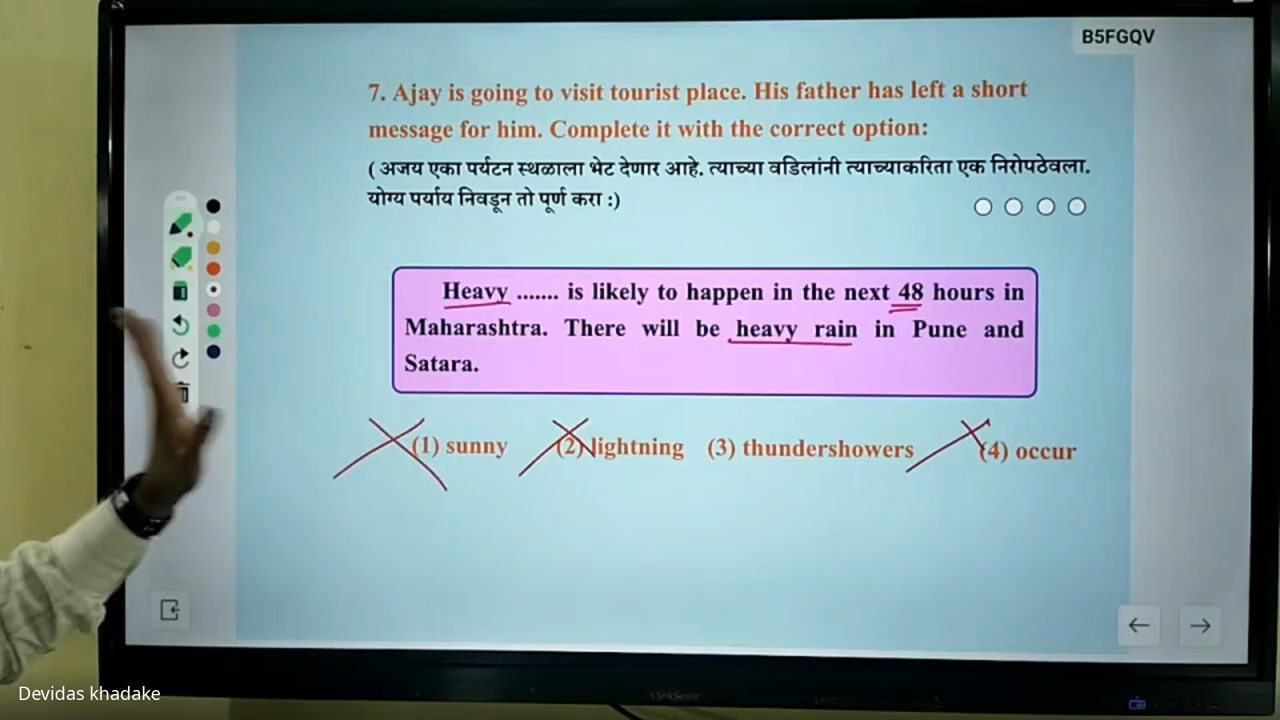 B5FGQV
7. Ajay is going to visit tourist place. His father has left a short
message for him. Complete it with the correct option:
( अजय एका पर्यटन स्थळाला भेट देणार आहे. त्याच्या वडिलांनी त्याच्याकरिता एक निरोपठेवला.
योग्य पर्याय निवडून तो पूर्ण करा :)
Heavy ....... is likely to happen in the next 48 hours in
Maharashtra. There will be heavy rain in Pune and
Satara.
(1) sunny (2) lightning (3) thundershowers (4) occur
ViewSonic
Devidas khadake